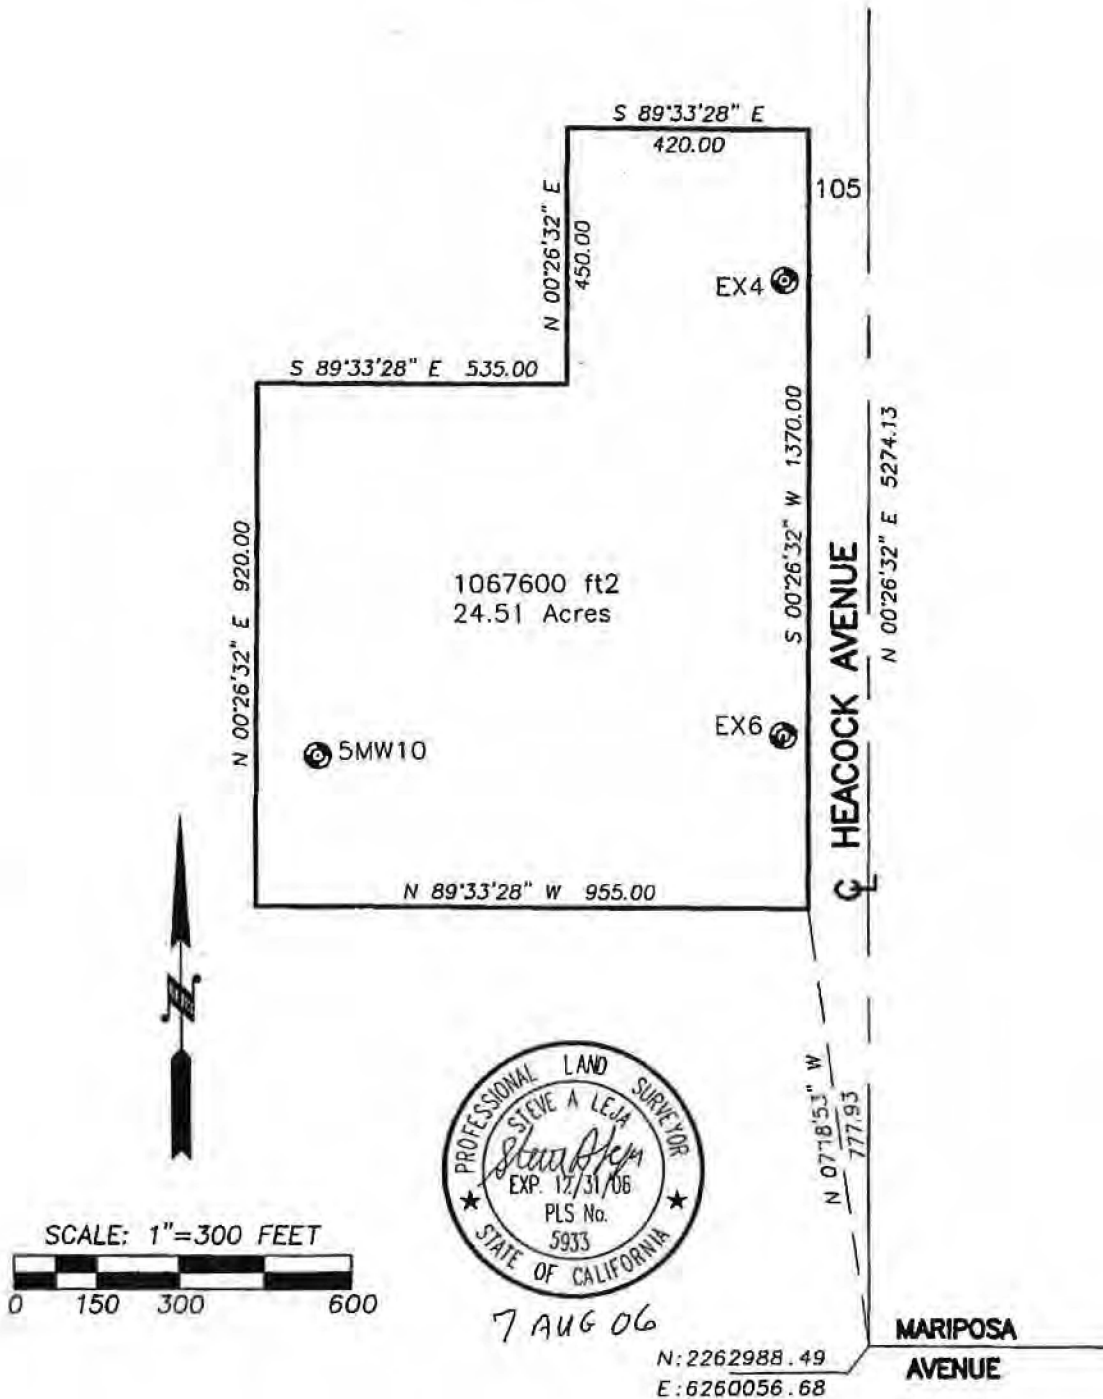 S 89°33'28" E
420.00
105
N 00°26'32" E
450.00
EX4
S 89°33'28" E 535.00
S 00°26'32" W 1370.00
N 00°26'32" E 5274.13
N 00°26'32" E 920.00
1067600 ft2
24.51 Acres
HEACOCK AVENUE
EX6
5MW10
N 89°33'28" W 955.00
N 07°18'53" W
777.93
PROFESSIONAL LAND SURVEYOR
STEVE A LEJA
EXP. 12/31/06
PLS No.
5933
STATE OF CALIFORNIA
7 AUG 06
SCALE: 1"=300 FEET
0 150 300 600
MARIPOSA
AVENUE
N:2262988.49
E:6260056.68